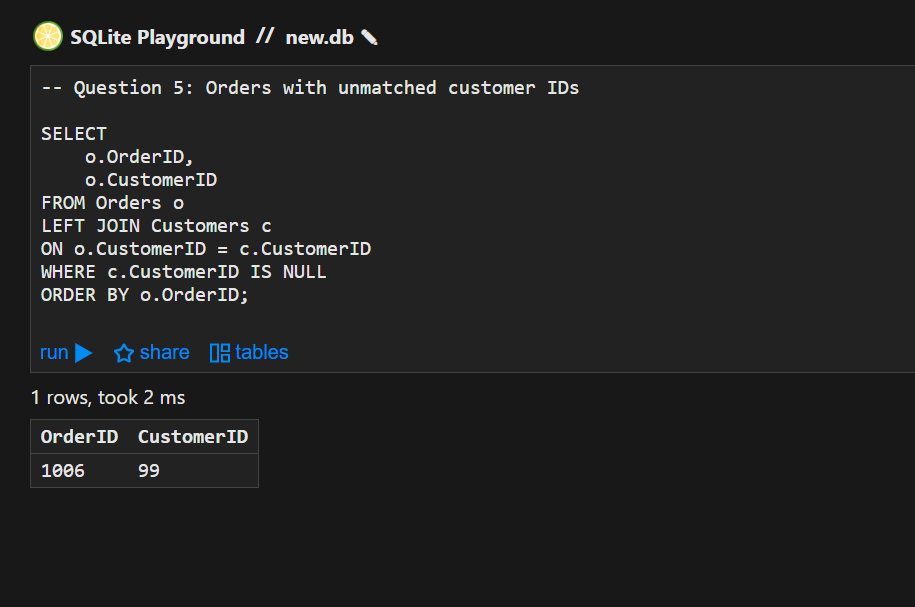 SQLite Playground // new.db
-- Question 5: Orders with unmatched customer IDs
SELECT
    o.OrderID,
    o.CustomerID
FROM Orders o
LEFT JOIN Customers c
ON o.CustomerID = c.CustomerID
WHERE c.CustomerID IS NULL
ORDER BY o.OrderID;
run share tables
1 rows, took 2 ms
OrderID CustomerID
1006 99